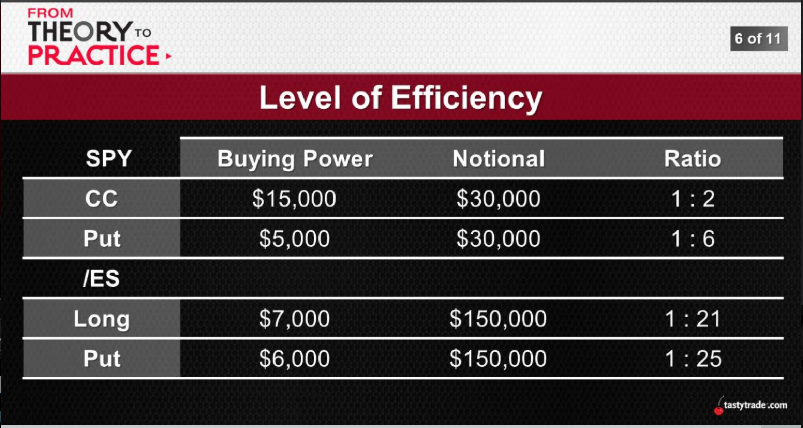 FROM
THEORY TO
PRACTICE
6 of 11
Level of Efficiency
SPY Buying Power Notional Ratio
CC $15,000 $30,000 1 : 2
Put $5,000 $30,000 1 : 6
/ES
Long $7,000 $150,000 1 : 21
Put $6,000 $150,000 1 : 25
tastytrade.com